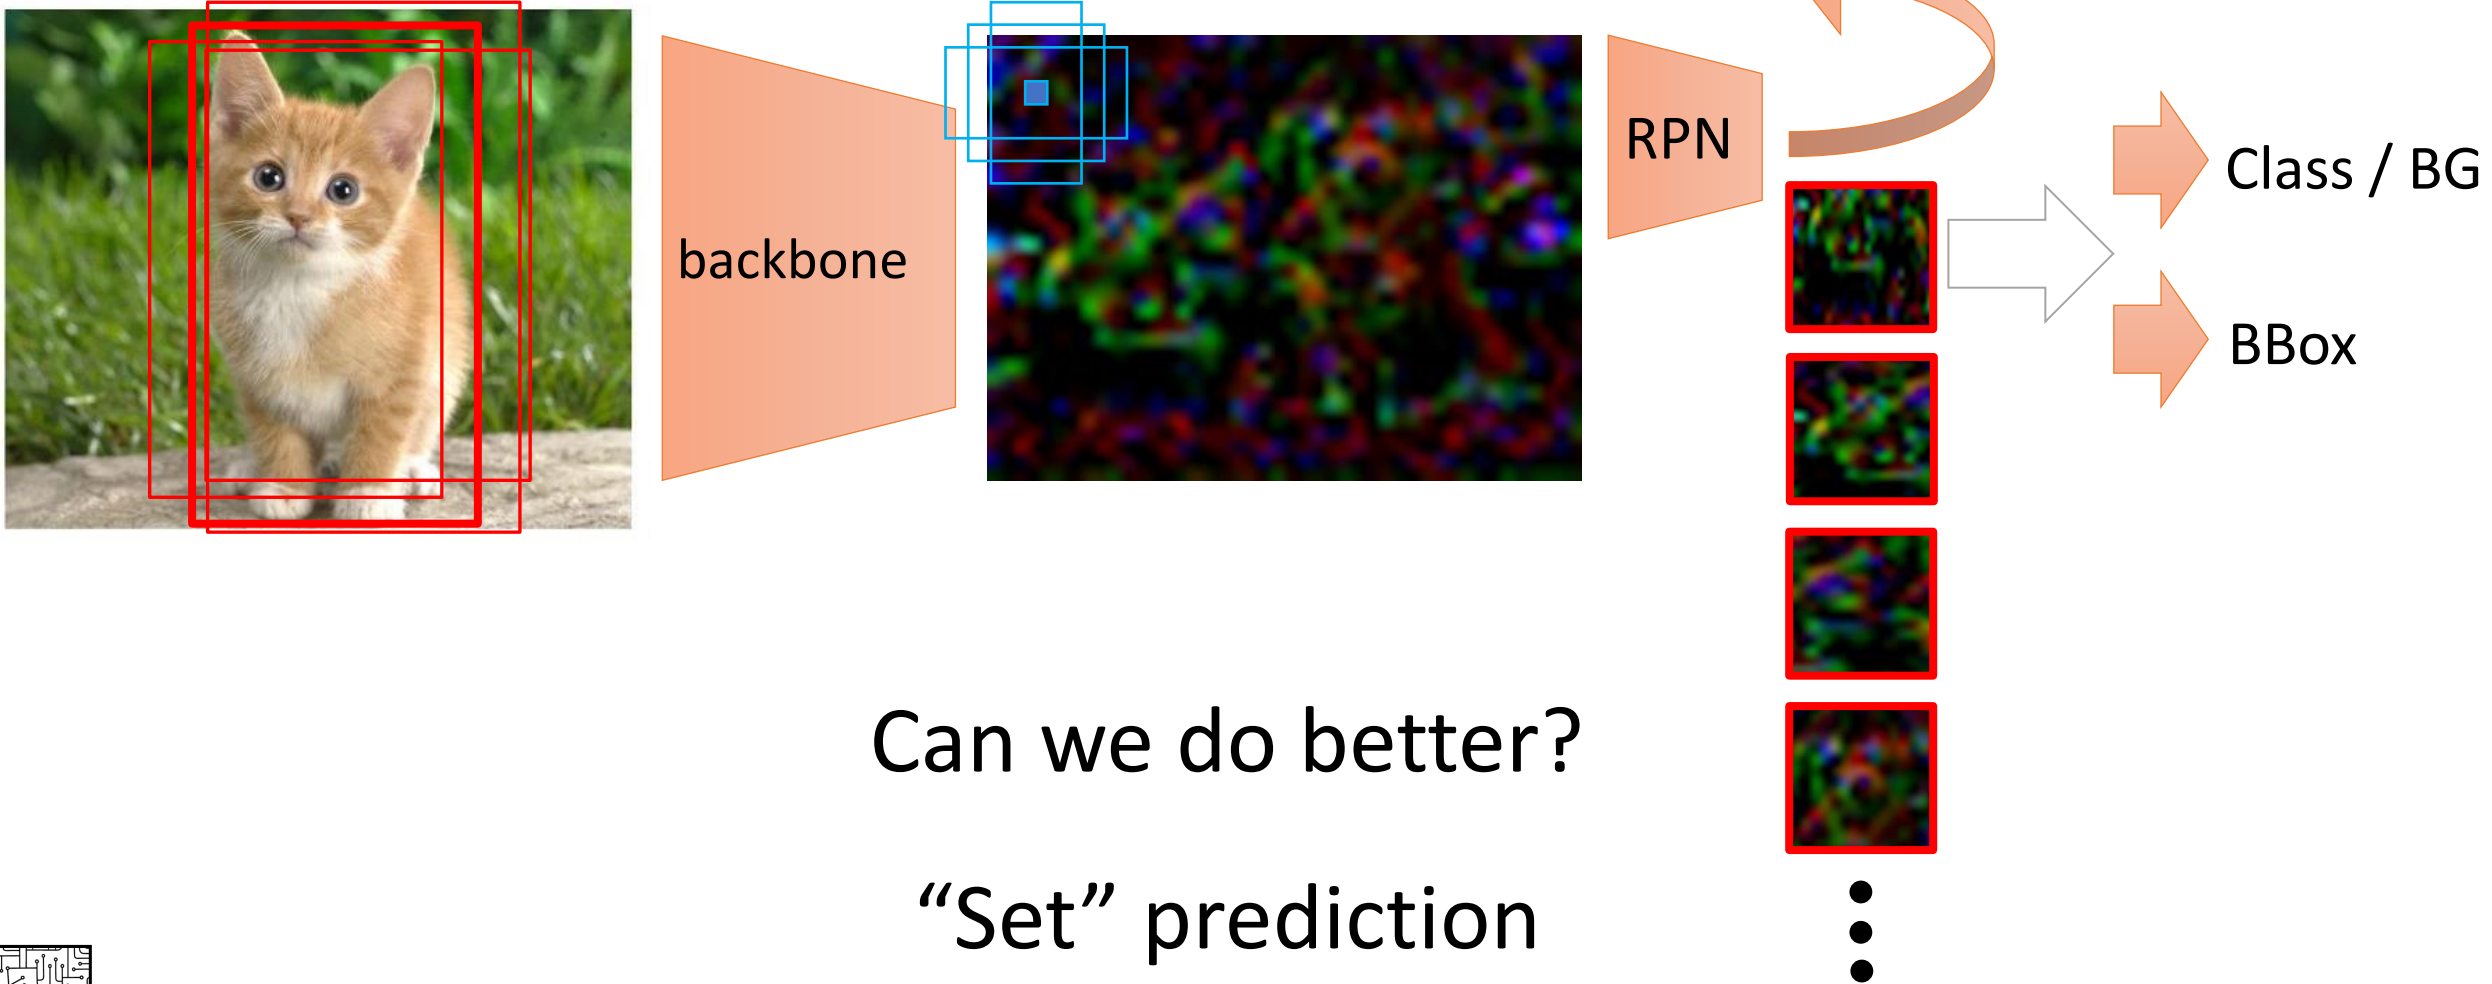 backbone
RPN
Class / BG
BBox
Can we do better?
“Set” prediction